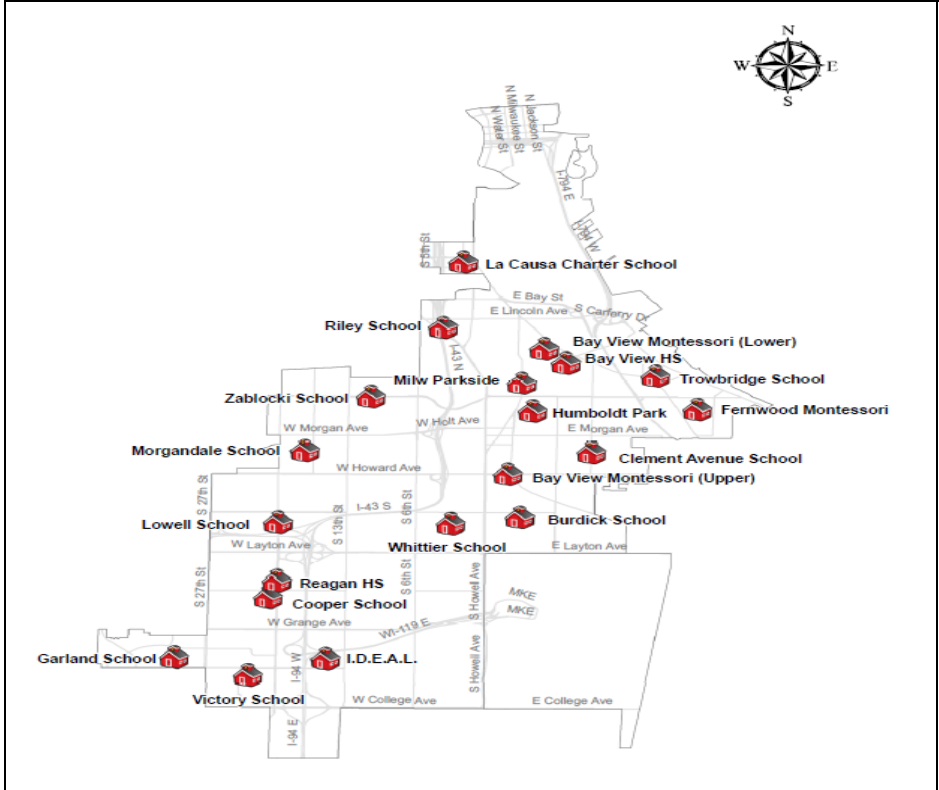 N
W E
S
N Water St
N Milwaukee St
N Jackson St
I-794 E
I-794 W
S 5th St
La Causa Charter School
E Bay St
E Lincoln Ave
S Carferry Dr
Riley School
I-43 N
Bay View Montessori (Lower)
Bay View HS
Milw Parkside
Trowbridge School
Zablocki School
Humboldt Park
Fernwood Montessori
W Holt Ave
W Morgan Ave
E Morgan Ave
Morgandale School
Clement Avenue School
W Howard Ave
Bay View Montessori (Upper)
S 27th St
I-43 S
S 13th St
S 6th St
Lowell School
Burdick School
W Layton Ave
Whittier School
E Layton Ave
S 27th St
Reagan HS
S 6th St
S Howell Ave
Cooper School
MKE
MKE
W Grange Ave
WI-119 E
Garland School
I-94 W
I.D.E.A.L.
S Howell Ave
Victory School
W College Ave
E College Ave
I-94 E